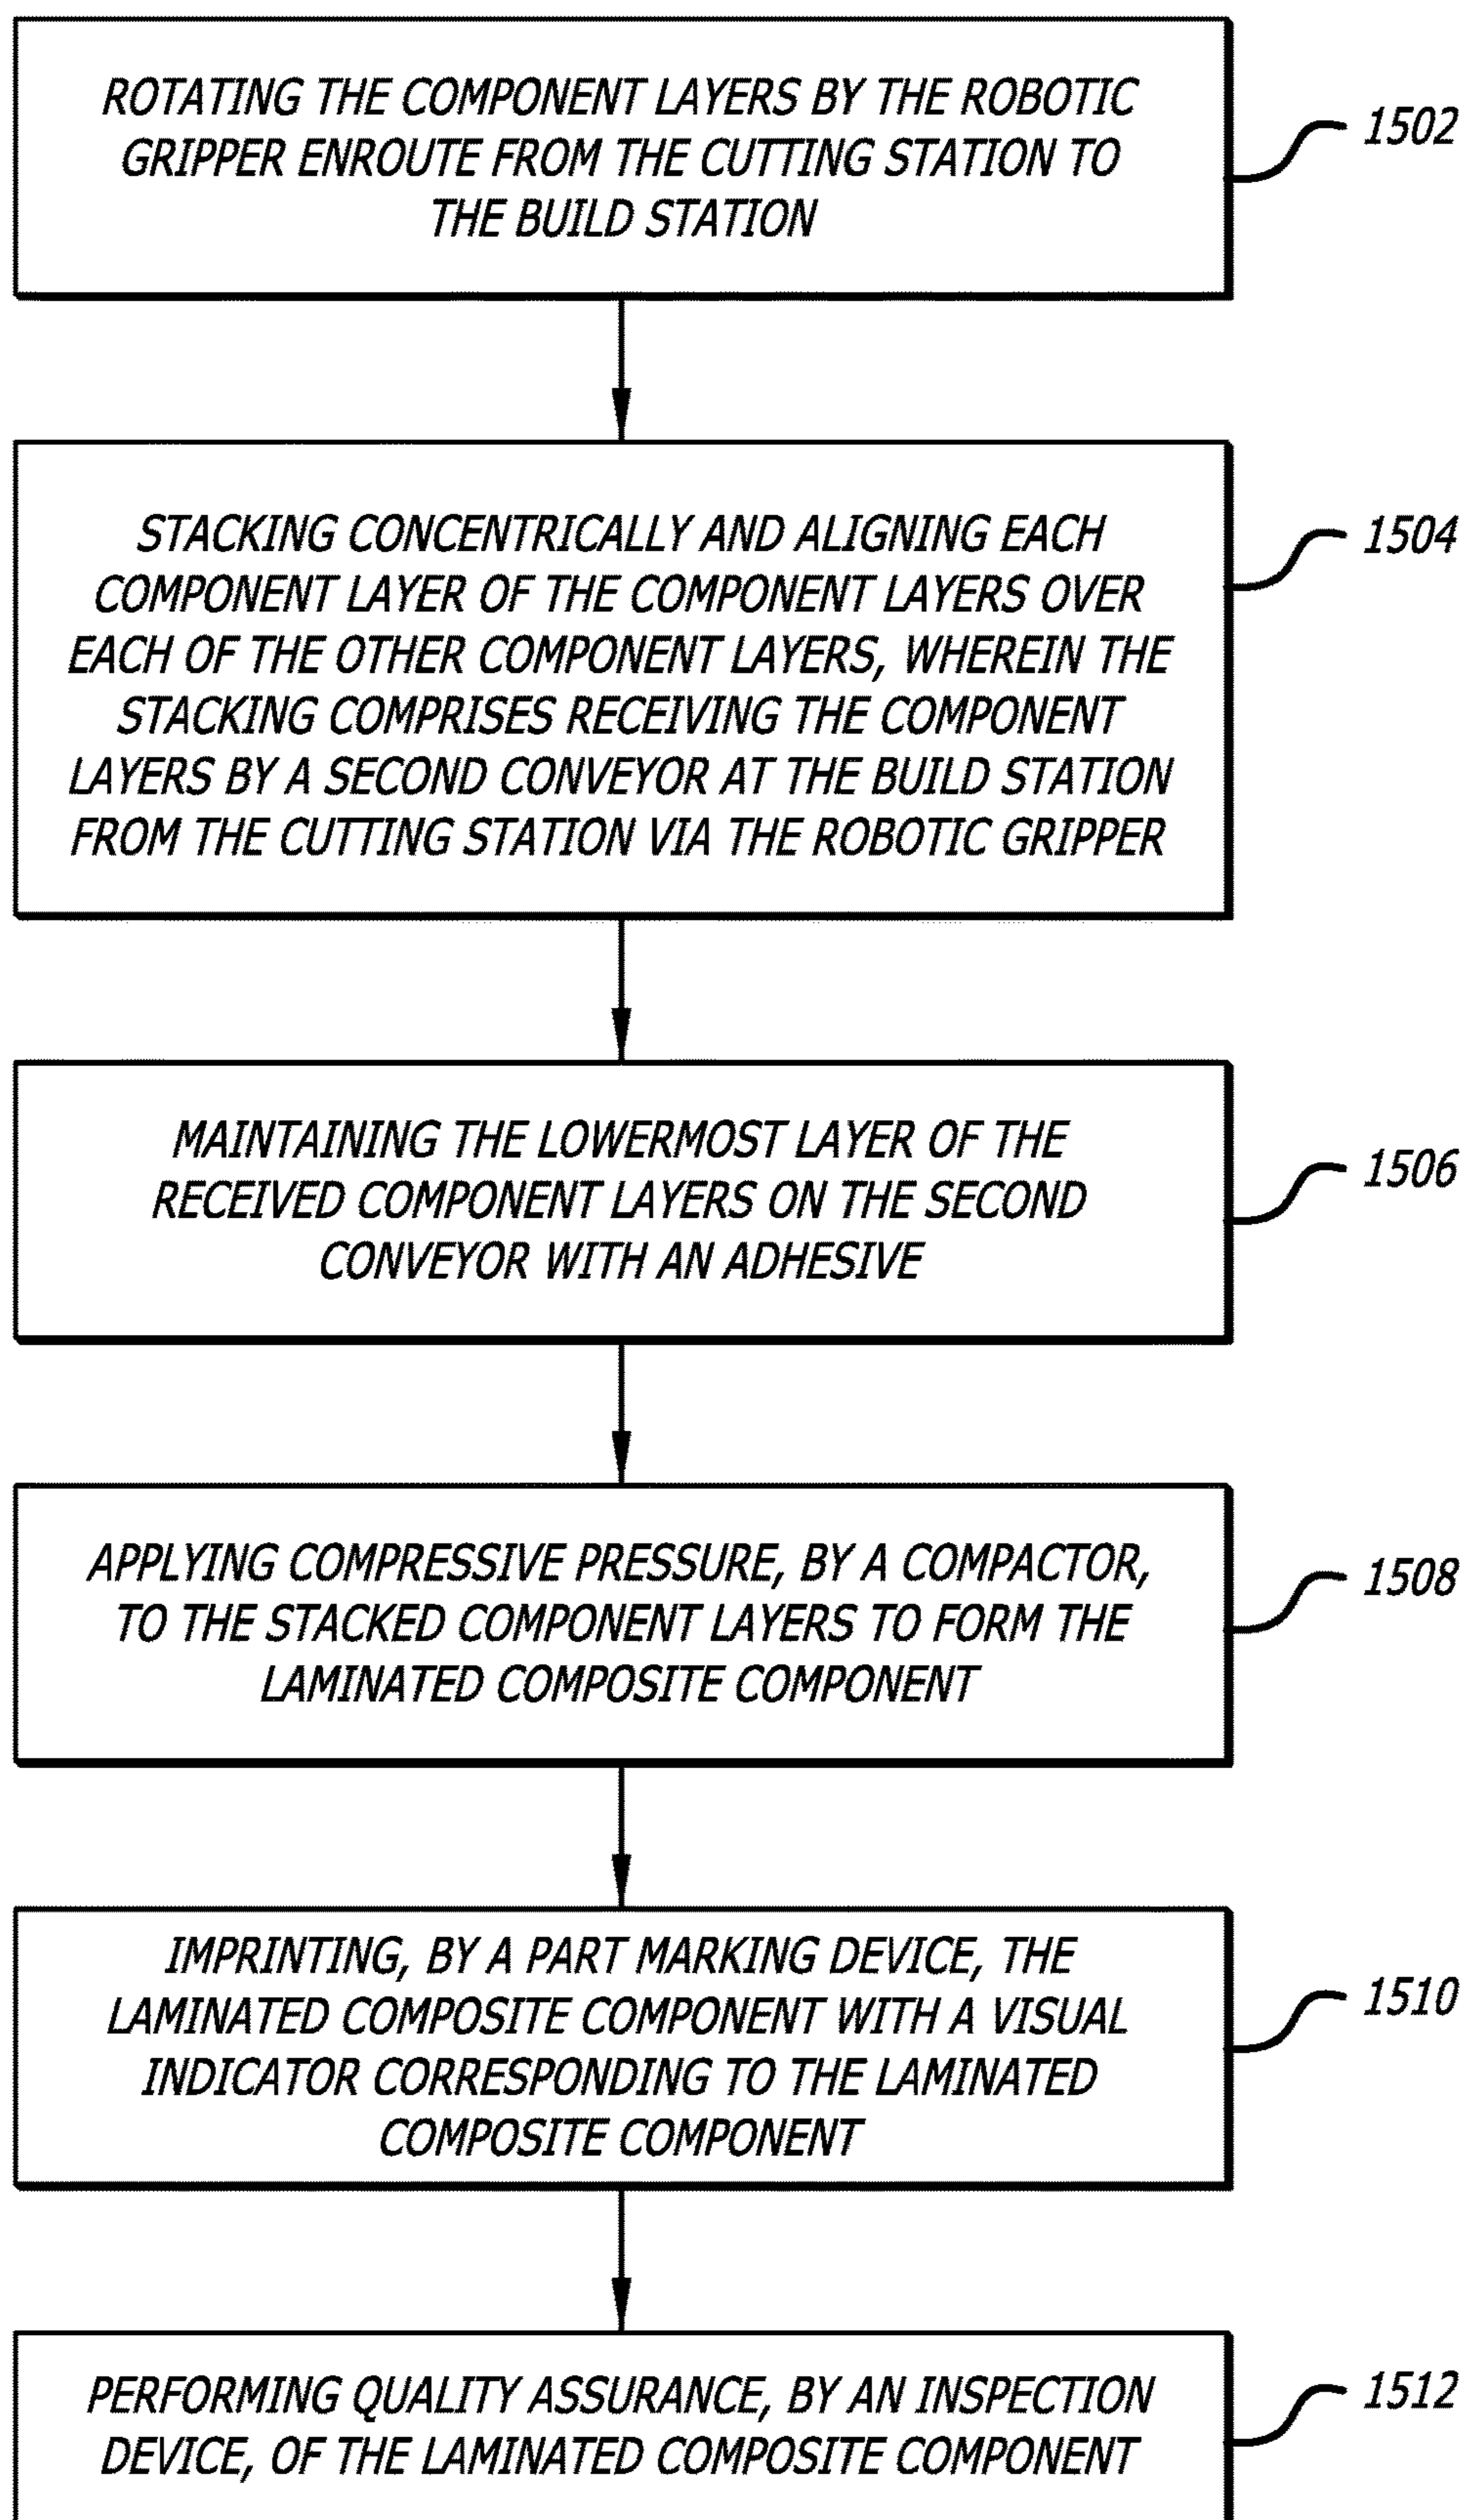 ROTATING THE COMPONENT LAYERS BY THE ROBOTIC
GRIPPER ENROUTE FROM THE CUTTING STATION TO
THE BUILD STATION
1502
STACKING CONCENTRICALLY AND ALIGNING EACH
COMPONENT LAYER OF THE COMPONENT LAYERS OVER
EACH OF THE OTHER COMPONENT LAYERS, WHEREIN THE
STACKING COMPRISES RECEIVING THE COMPONENT
LAYERS BY A SECOND CONVEYOR AT THE BUILD STATION
FROM THE CUTTING STATION VIA THE ROBOTIC GRIPPER
1504
MAINTAINING THE LOWERMOST LAYER OF THE
RECEIVED COMPONENT LAYERS ON THE SECOND
CONVEYOR WITH AN ADHESIVE
1506
APPLYING COMPRESSIVE PRESSURE, BY A COMPACTOR,
TO THE STACKED COMPONENT LAYERS TO FORM THE
LAMINATED COMPOSITE COMPONENT
1508
IMPRINTING, BY A PART MARKING DEVICE, THE
LAMINATED COMPOSITE COMPONENT WITH A VISUAL
INDICATOR CORRESPONDING TO THE LAMINATED
COMPOSITE COMPONENT
1510
PERFORMING QUALITY ASSURANCE, BY AN INSPECTION
DEVICE, OF THE LAMINATED COMPOSITE COMPONENT
1512